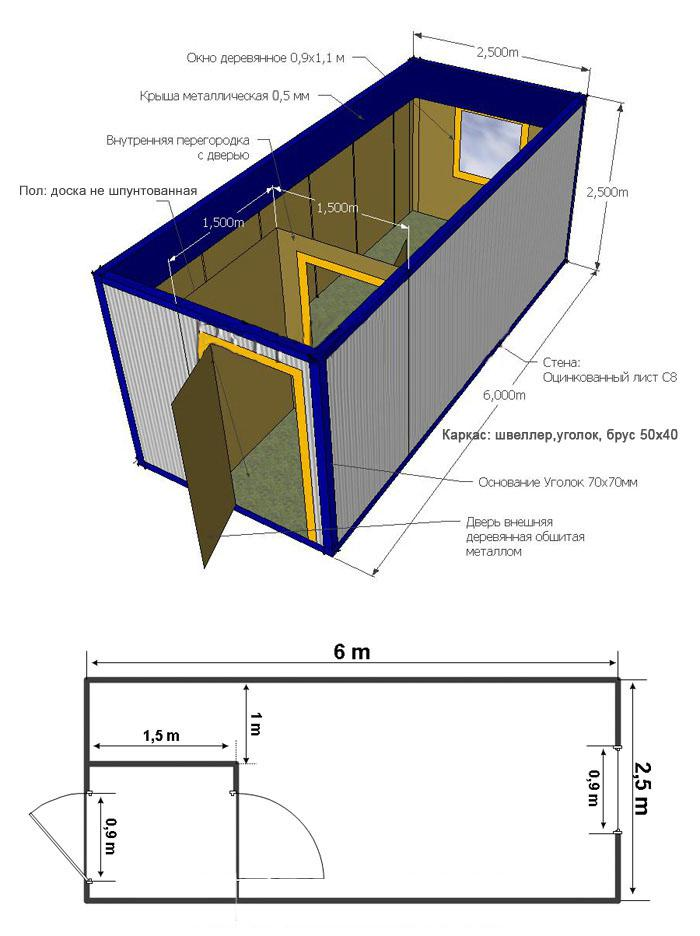 2,500m
Окно деревянное 0,9х1,1 м
Крыша металлическая 0,5 мм
Внутренняя перегородка
с дверью
Пол: доска не шпунтованная
2,500m
1,500m
1,500m
Стена:
Оцинкованный лист С8
6,000m
Каркас: швеллер,уголок, брус 50х40
Основание Уголок 70х70мм
Дверь внешняя
деревянная обшитая
металлом
6 m
1 m
1,5 m
0,9 m
2,5 m
0,9 m